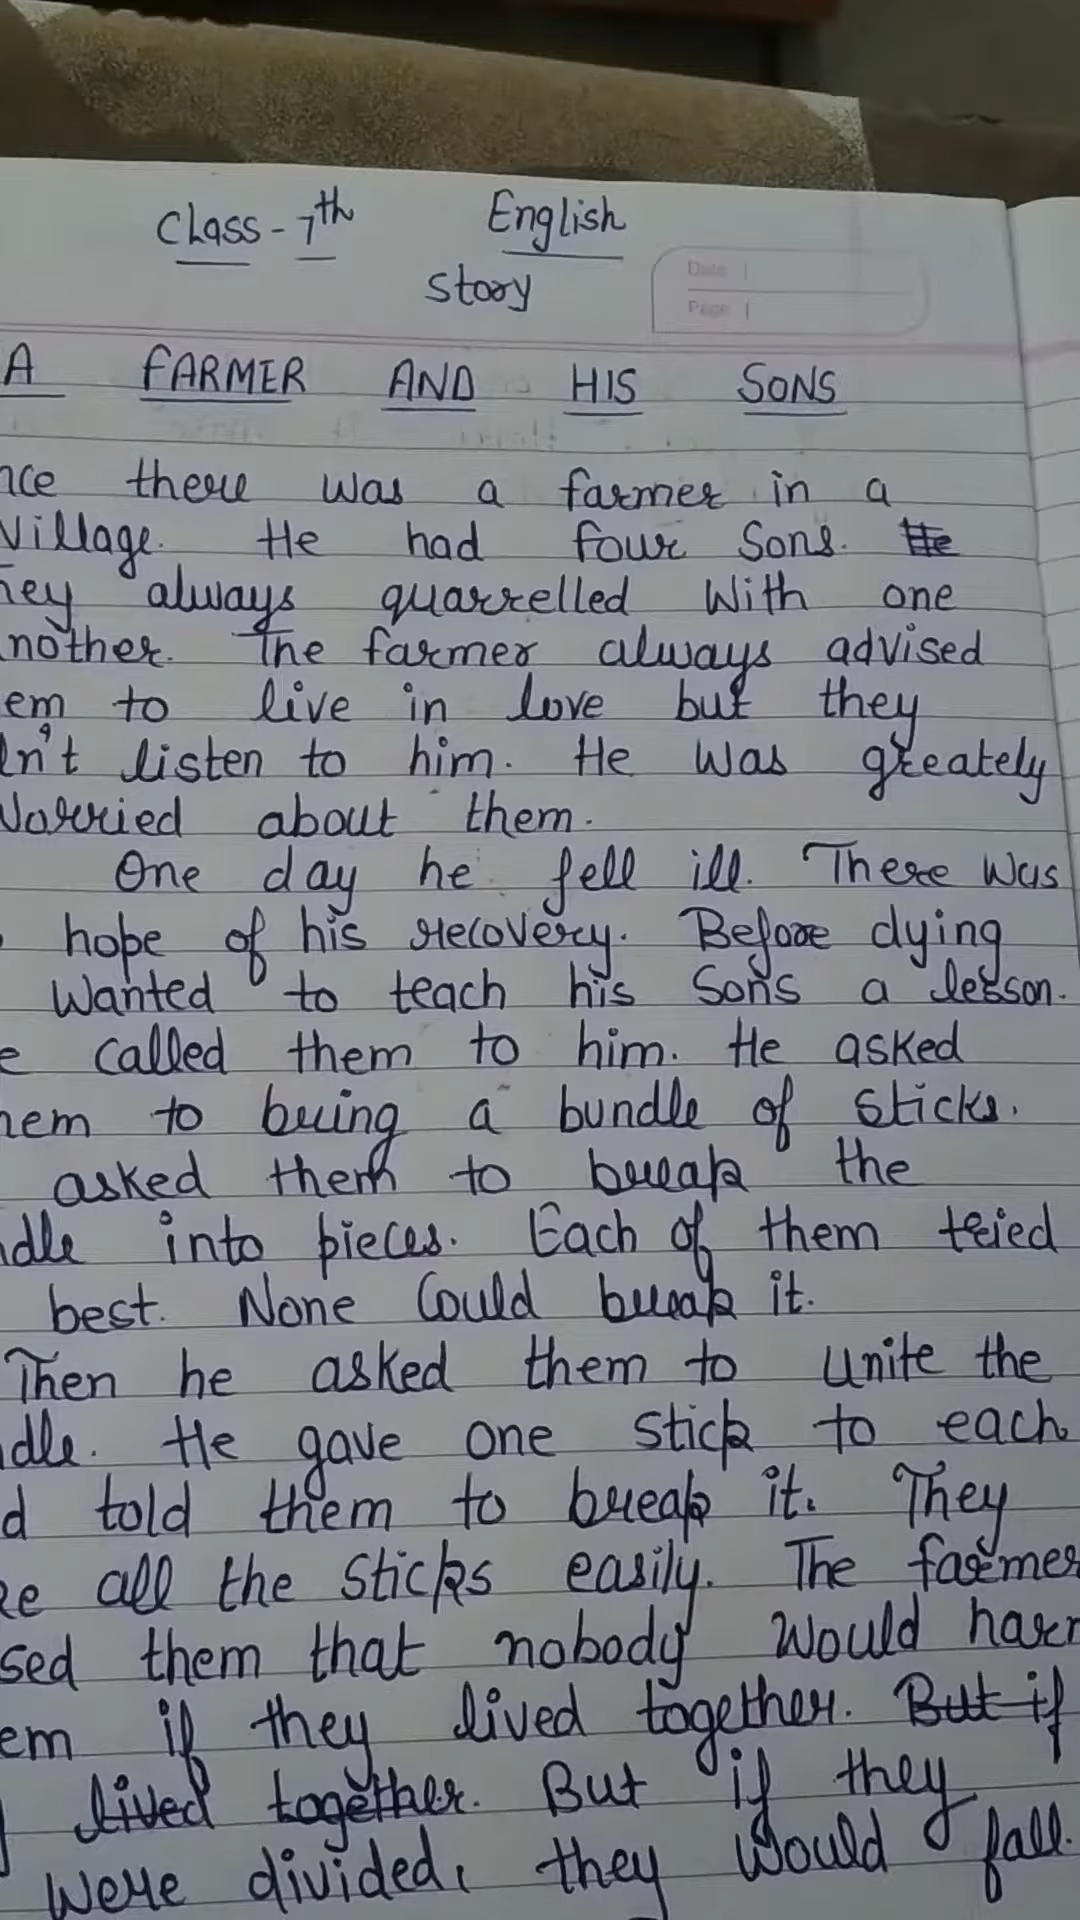 Class - 7th English
Story
Date
Page
A FARMER AND HIS SONS
nce there was a farmer in a
Village. He had four Sons. He
hey always quarrelled with one
nother. The farmer always advised
em to live in love but they
dn't listen to him. He was greately
Worried about them.
One day he fell ill. There was
hope of his recovery. Before dying
wanted to teach his Sons a lesson.
e called them to him. He asked
hem to bring a bundle of sticks.
asked them to break the
dle into pieces. Each of them tried
best. None Could break it.
Then he asked them to unite the
dle. He gave one stick to each
d told them to break it. They
ke all the sticks easily. The farmer
sed them that nobody would harm
em if they lived together. But if
lived together. But if they
were divided, they would fall.